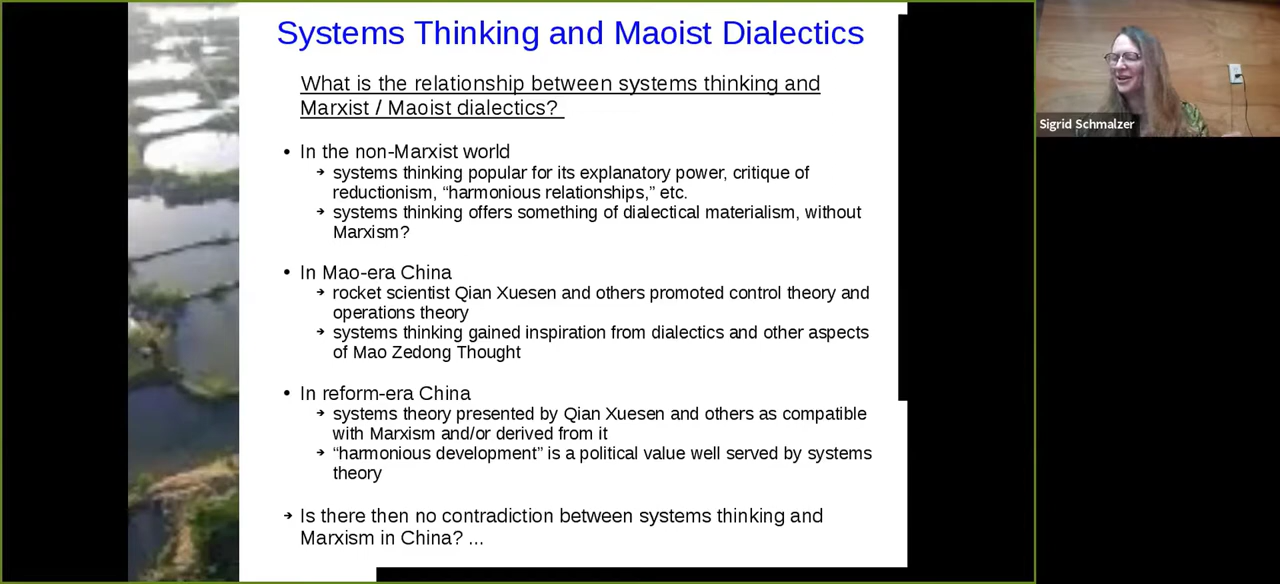 Systems Thinking and Maoist Dialectics
What is the relationship between systems thinking and
Marxist / Maoist dialectics?
• In the non-Marxist world
➔ systems thinking popular for its explanatory power, critique of
reductionism, “harmonious relationships,” etc.
➔ systems thinking offers something of dialectical materialism, without
Marxism?
• In Mao-era China
➔ rocket scientist Qian Xuesen and others promoted control theory and
operations theory
➔ systems thinking gained inspiration from dialectics and other aspects
of Mao Zedong Thought
• In reform-era China
➔ systems theory presented by Qian Xuesen and others as compatible
with Marxism and/or derived from it
➔ “harmonious development” is a political value well served by systems
theory
➔ Is there then no contradiction between systems thinking and
Marxism in China? ...
Sigrid Schmalzer